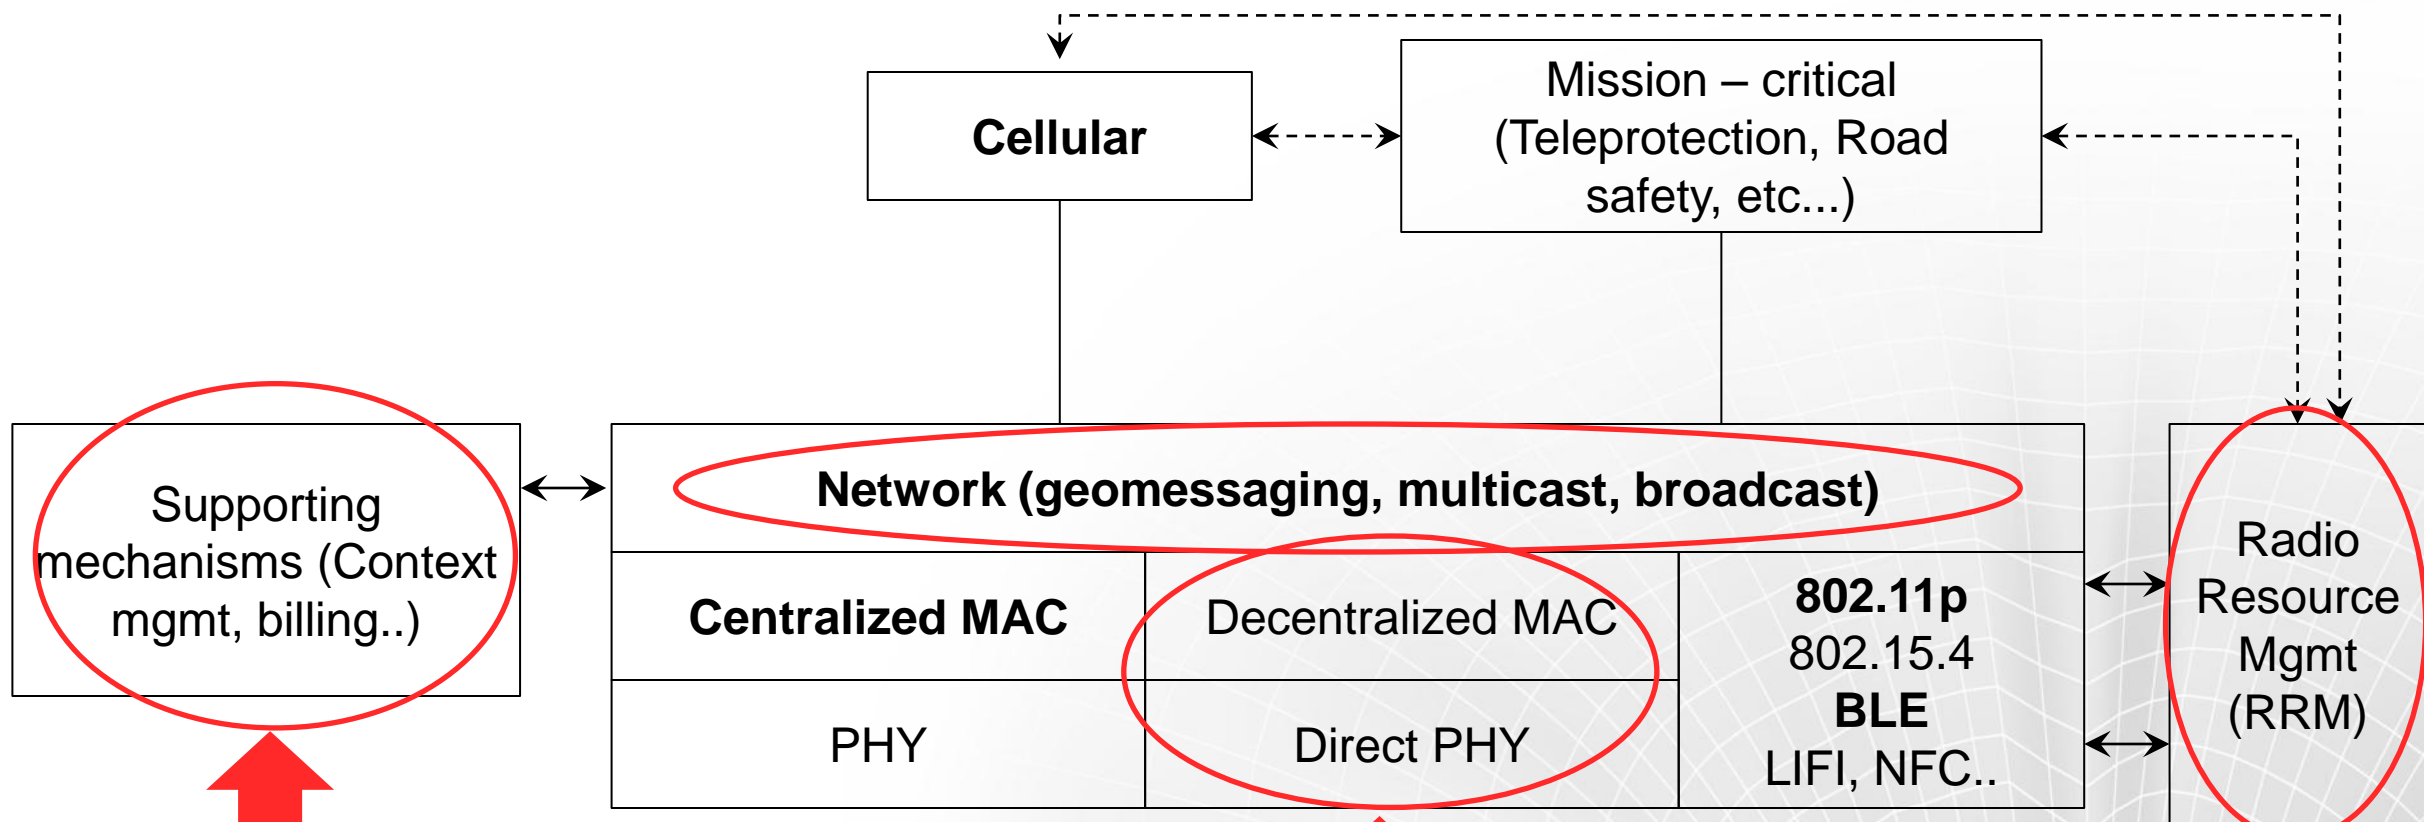 Cellular
Mission – critical
(Teleprotection, Road
safety, etc...)
Supporting
mechanisms (Context
mgmt, billing..)
Network (geomessaging, multicast, broadcast)
Centralized MAC
Decentralized MAC
PHY
Direct PHY
802.11p
802.15.4
BLE
LIFI, NFC..
Radio
Resource
Mgmt
(RRM)